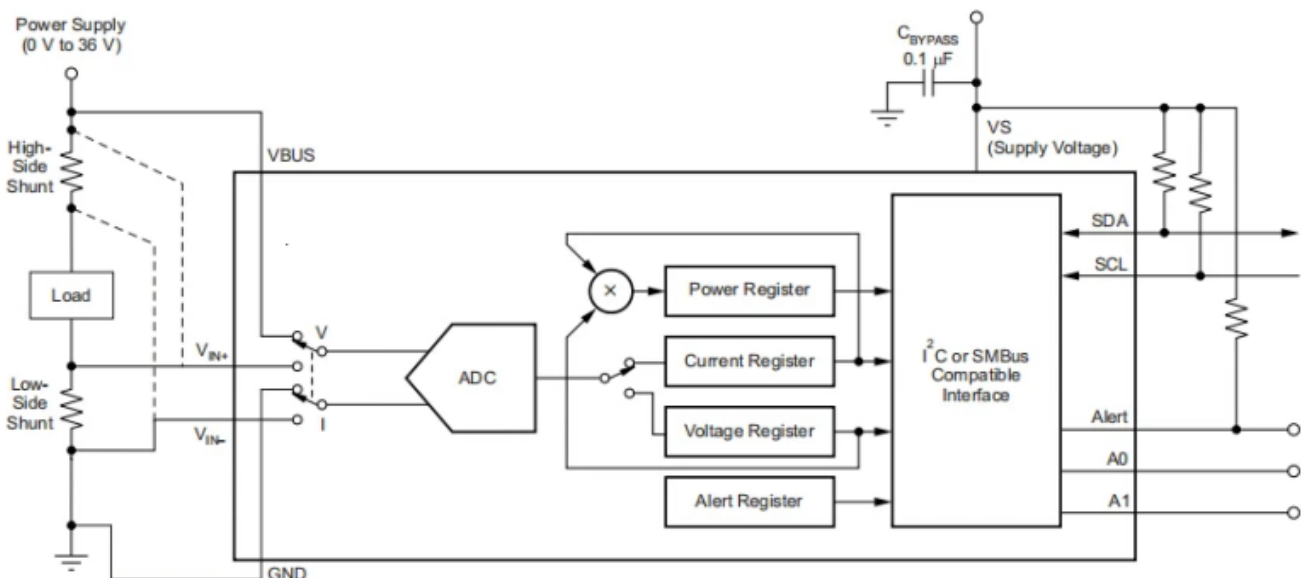 Power Supply
(0 V to 36 V)
C_BYPASS
0.1 μF
VS
(Supply Voltage)
High-
Side
Shunt
VBUS
SDA
SCL
Load
×
Power Register
V
V_IN+
ADC
Current Register
I²C or SMBus
Compatible
Interface
Low-
Side
Shunt
V_IN–
I
Voltage Register
Alert
A0
Alert Register
A1
GND